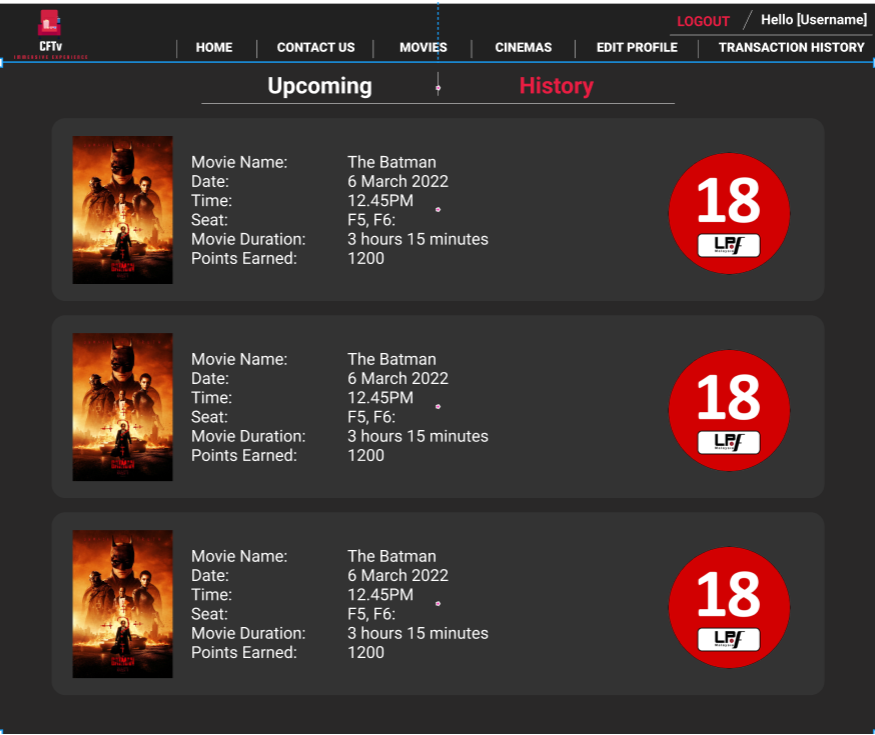 LOGOUT / Hello [Username]
CFTv
IMMERSIVE EXPERIENCE
HOME CONTACT US MOVIES CINEMAS EDIT PROFILE TRANSACTION HISTORY
Upcoming History
Movie Name: The Batman
Date: 6 March 2022
Time: 12.45PM
Seat: F5, F6:
Movie Duration: 3 hours 15 minutes
Points Earned: 1200
18
LPF
Malaysia
Movie Name: The Batman
Date: 6 March 2022
Time: 12.45PM
Seat: F5, F6:
Movie Duration: 3 hours 15 minutes
Points Earned: 1200
18
LPF
Malaysia
Movie Name: The Batman
Date: 6 March 2022
Time: 12.45PM
Seat: F5, F6:
Movie Duration: 3 hours 15 minutes
Points Earned: 1200
18
LPF
Malaysia